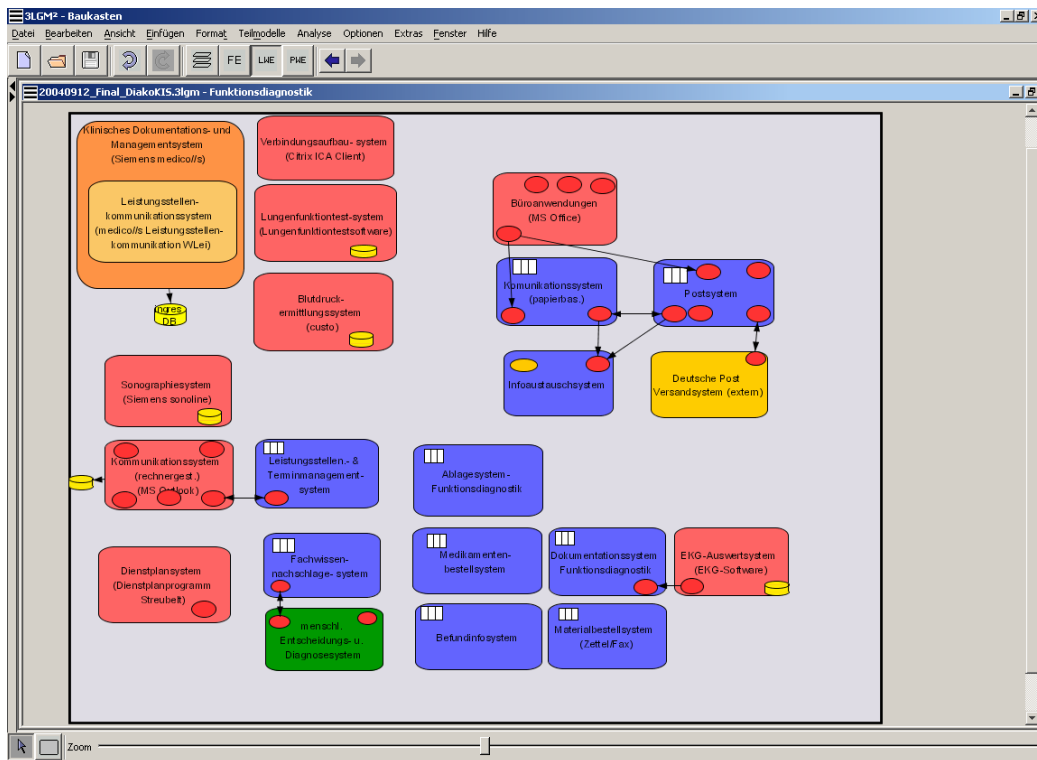 3LGM² - Baukasten
Datei Bearbeiten Ansicht Einfügen Format Teilmodelle Analyse Optionen Extras Fenster Hilfe
FE LWE PWE
20040912_Final_DiakoKIS.3lgm - Funktionsdiagnostik
Klinisches Dokumentations- und
Managementsystem
(Siemens medico//s)
Leistungsstellen-
kommunikationssystem
(medico//s Leistungsstellen-
kommunikation WLei)
Ingres
DB
Verbindungsaufbau- system
(Citrix ICA Client)
Lungenfunktiontest-system
(Lungenfunktiontestsoftware)
Blutdruck-
ermittlungssystem
(custo)
Büroanwendungen
(MS Office)
Komunikationssystem
(papierbas.)
Postsystem
Infoaustauschsystem
Deutsche Post
Versandsystem (extern)
Sonographiesystem
(Siemens sonoline)
Kommunikationssystem
(rechnergest.)
(MS Outlook)
Leistungsstellen.- &
Terminmanagement-
system
Ablagesystem -
Funktionsdiagnostik
Dienstplansystem
(Dienstplanprogramm
Streubelt)
Fachwissen-
nachschlage- system
Medikamenten-
bestellsystem
Dokumentationssystem
Funktionsdiagnostik
EKG-Auswertsystem
(EKG-Software)
menschl.
Entscheidungs- u.
Diagnosesystem
Befundinfosystem
Materialbestellsystem
(Zettel/Fax)
Zoom